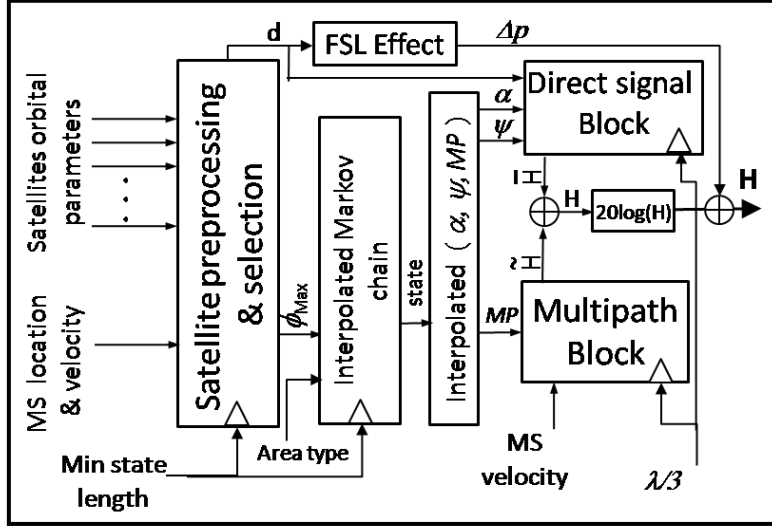 d
FSL Effect
Δp
Satellites orbital
parameters
MS location
& velocity
Satellite preprocessing
& selection
ϕMax
Interpolated Markov
chain
state
Interpolated ( α, ψ, MP)
α
ψ
MP
Direct signal
Block
H̄
H
20log(H)
H
H̃
Multipath
Block
Min state
length
Area type
MS
velocity
λ/3